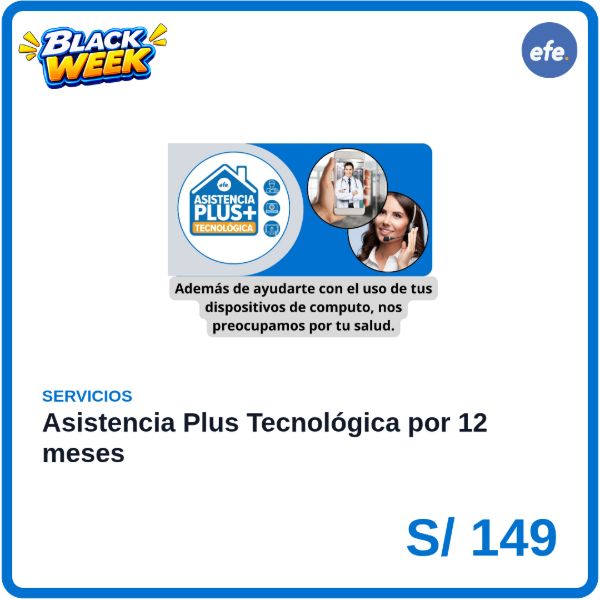 BLACK
WEEK
efe.
efe
ASISTENCIA
PLUS+
TECNOLÓGICA
Además de ayudarte con el uso de tus
dispositivos de computo, nos
preocupamos por tu salud.
SERVICIOS
Asistencia Plus Tecnológica por 12
meses
S/ 149